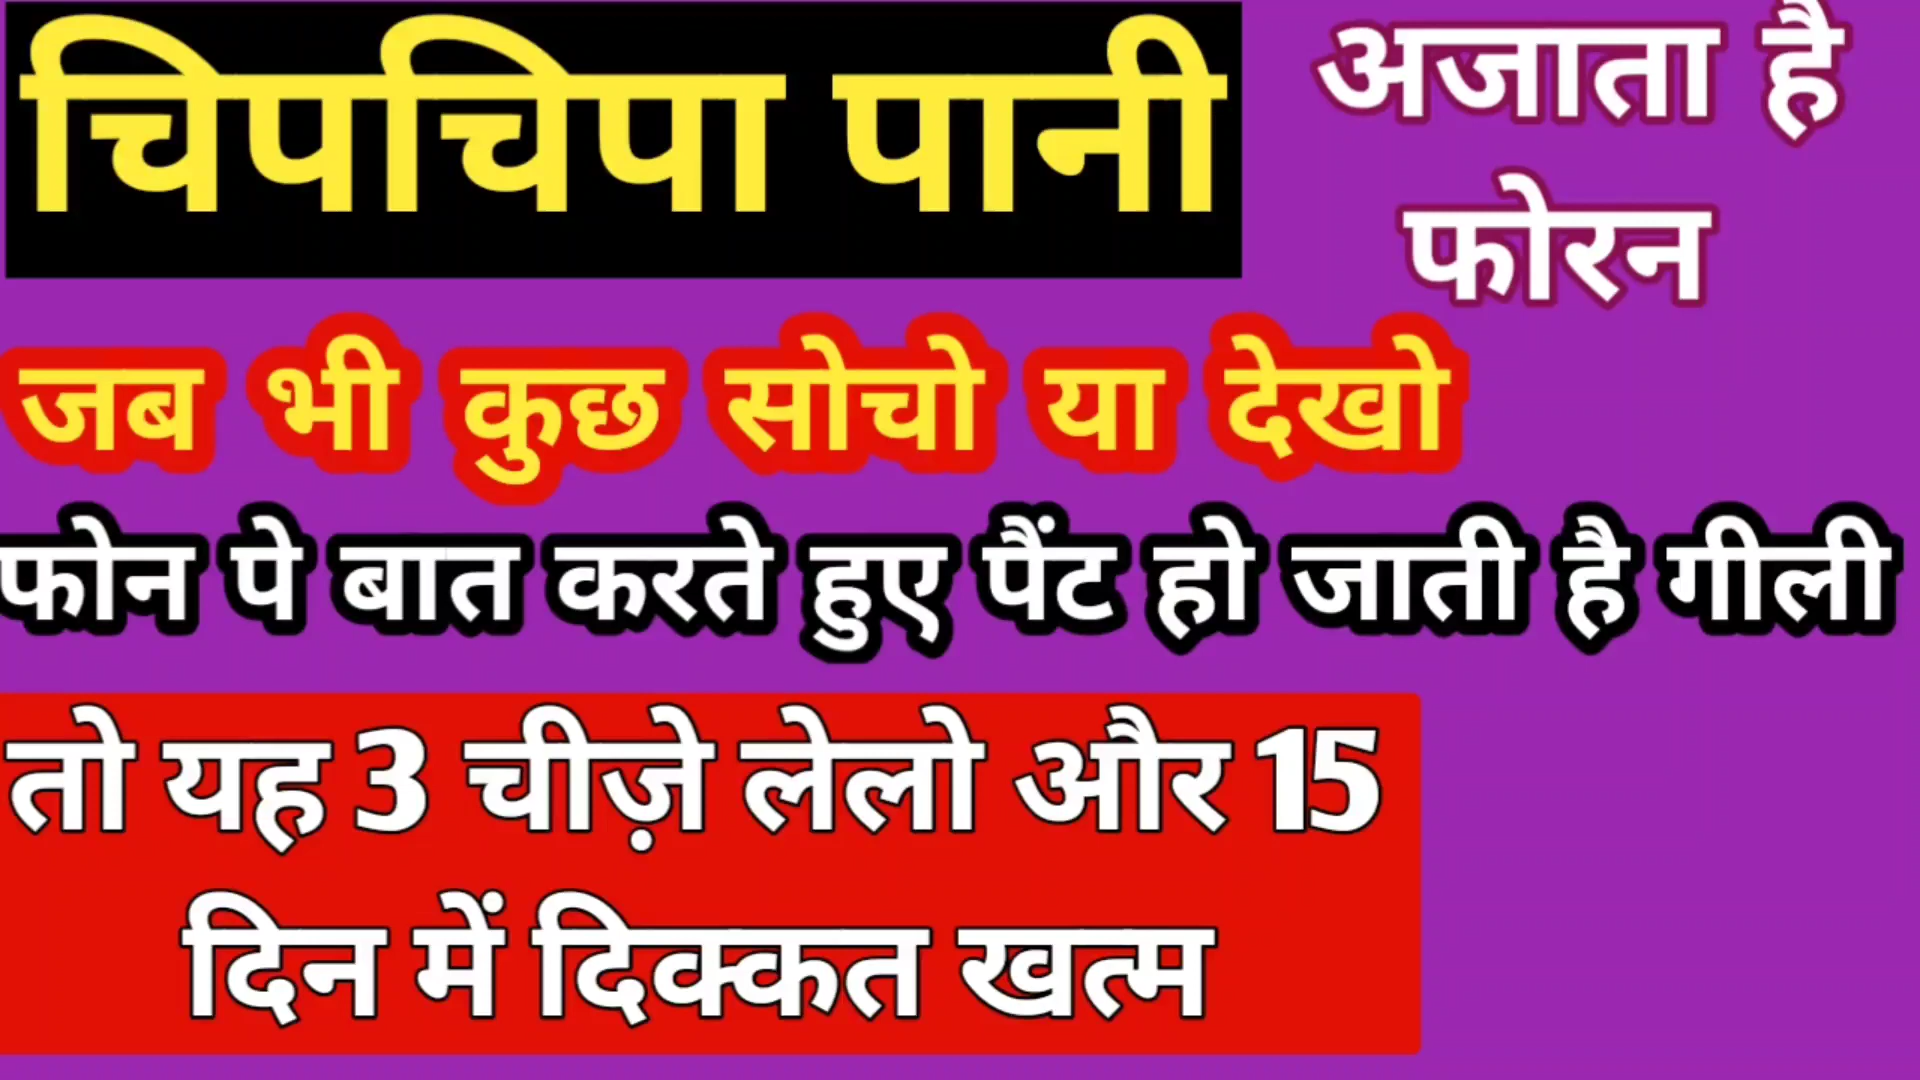 चिपचिपा पानी
अजाता है
फोरन
जब भी कुछ सोचो या देखो
फोन पे बात करते हुए पैंट हो जाती है गीली
तो यह 3 चीज़े लेलो और 15
दिन में दिक्कत खत्म